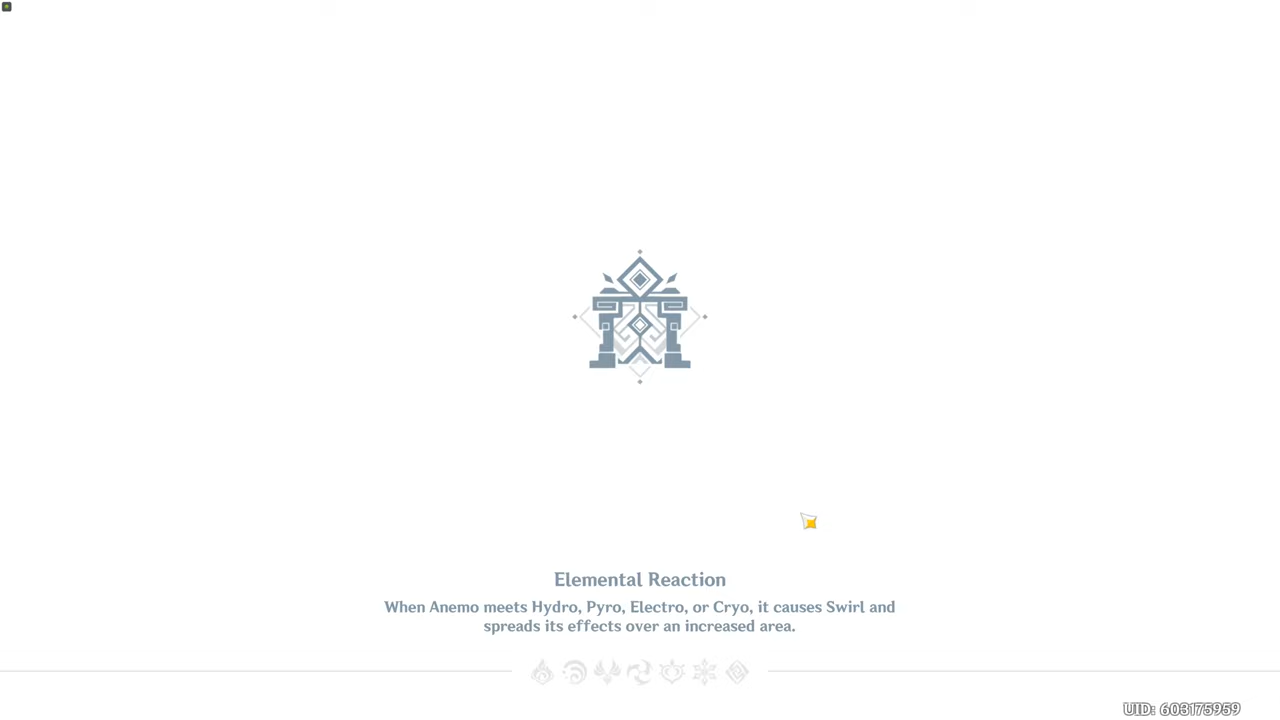 Elemental Reaction
When Anemo meets Hydro, Pyro, Electro, or Cryo, it causes Swirl and
spreads its effects over an increased area.
UID: 603175959